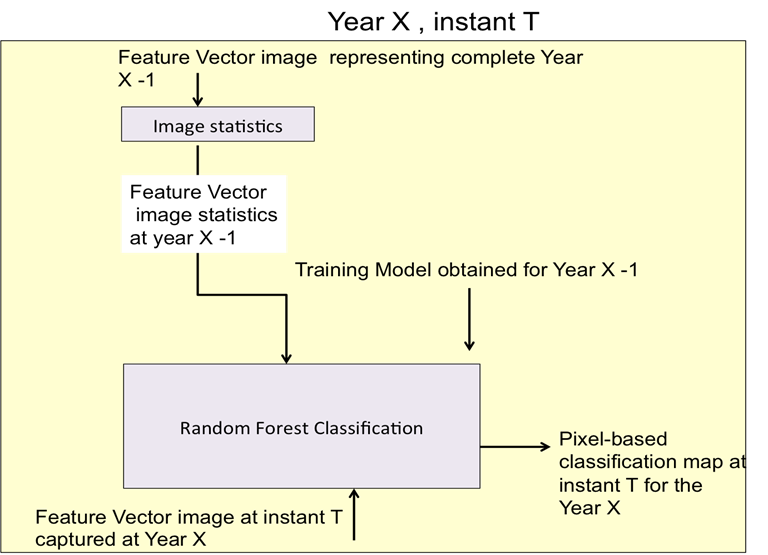 Year X , instant T
Feature Vector image representing complete Year
X -1
Image statistics
Feature Vector
image statistics
at year X -1
Training Model obtained for Year X -1
Random Forest Classification
Pixel-based
classification map at
instant T for the
Year X
Feature Vector image at instant T
captured at Year X